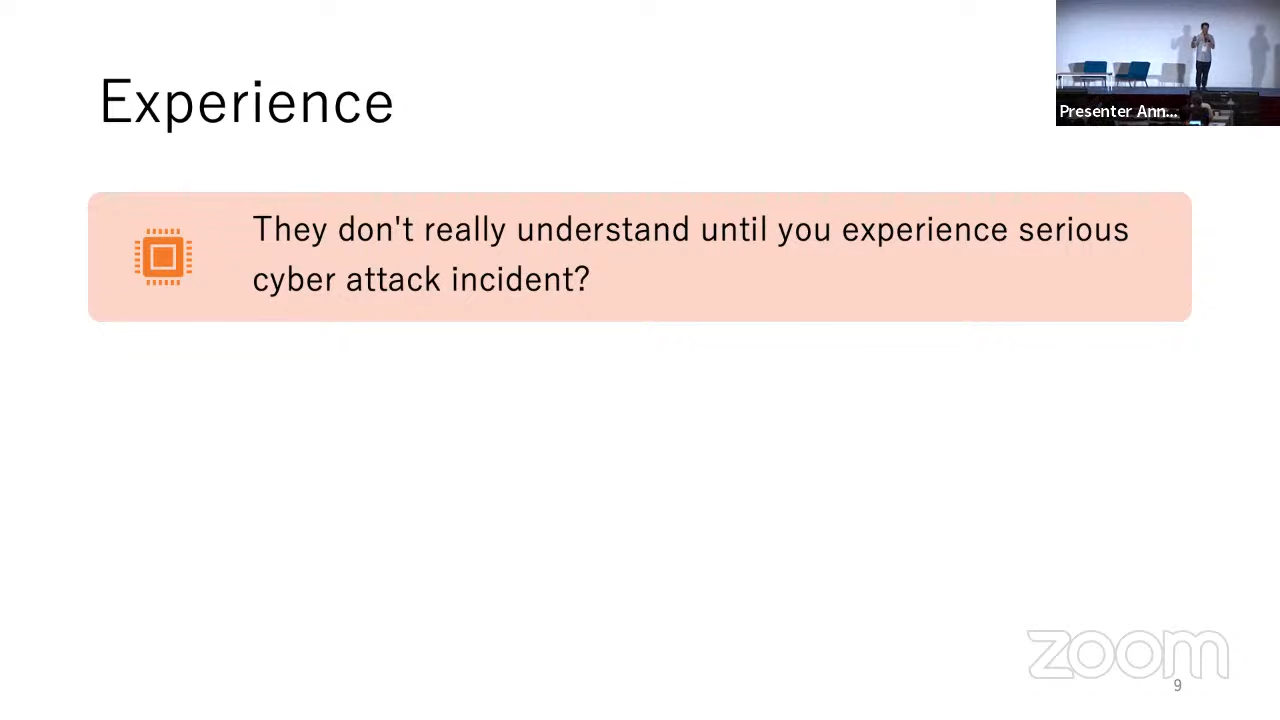 Experience
Presenter Ann...
They don't really understand until you experience serious
cyber attack incident?
zoom
9